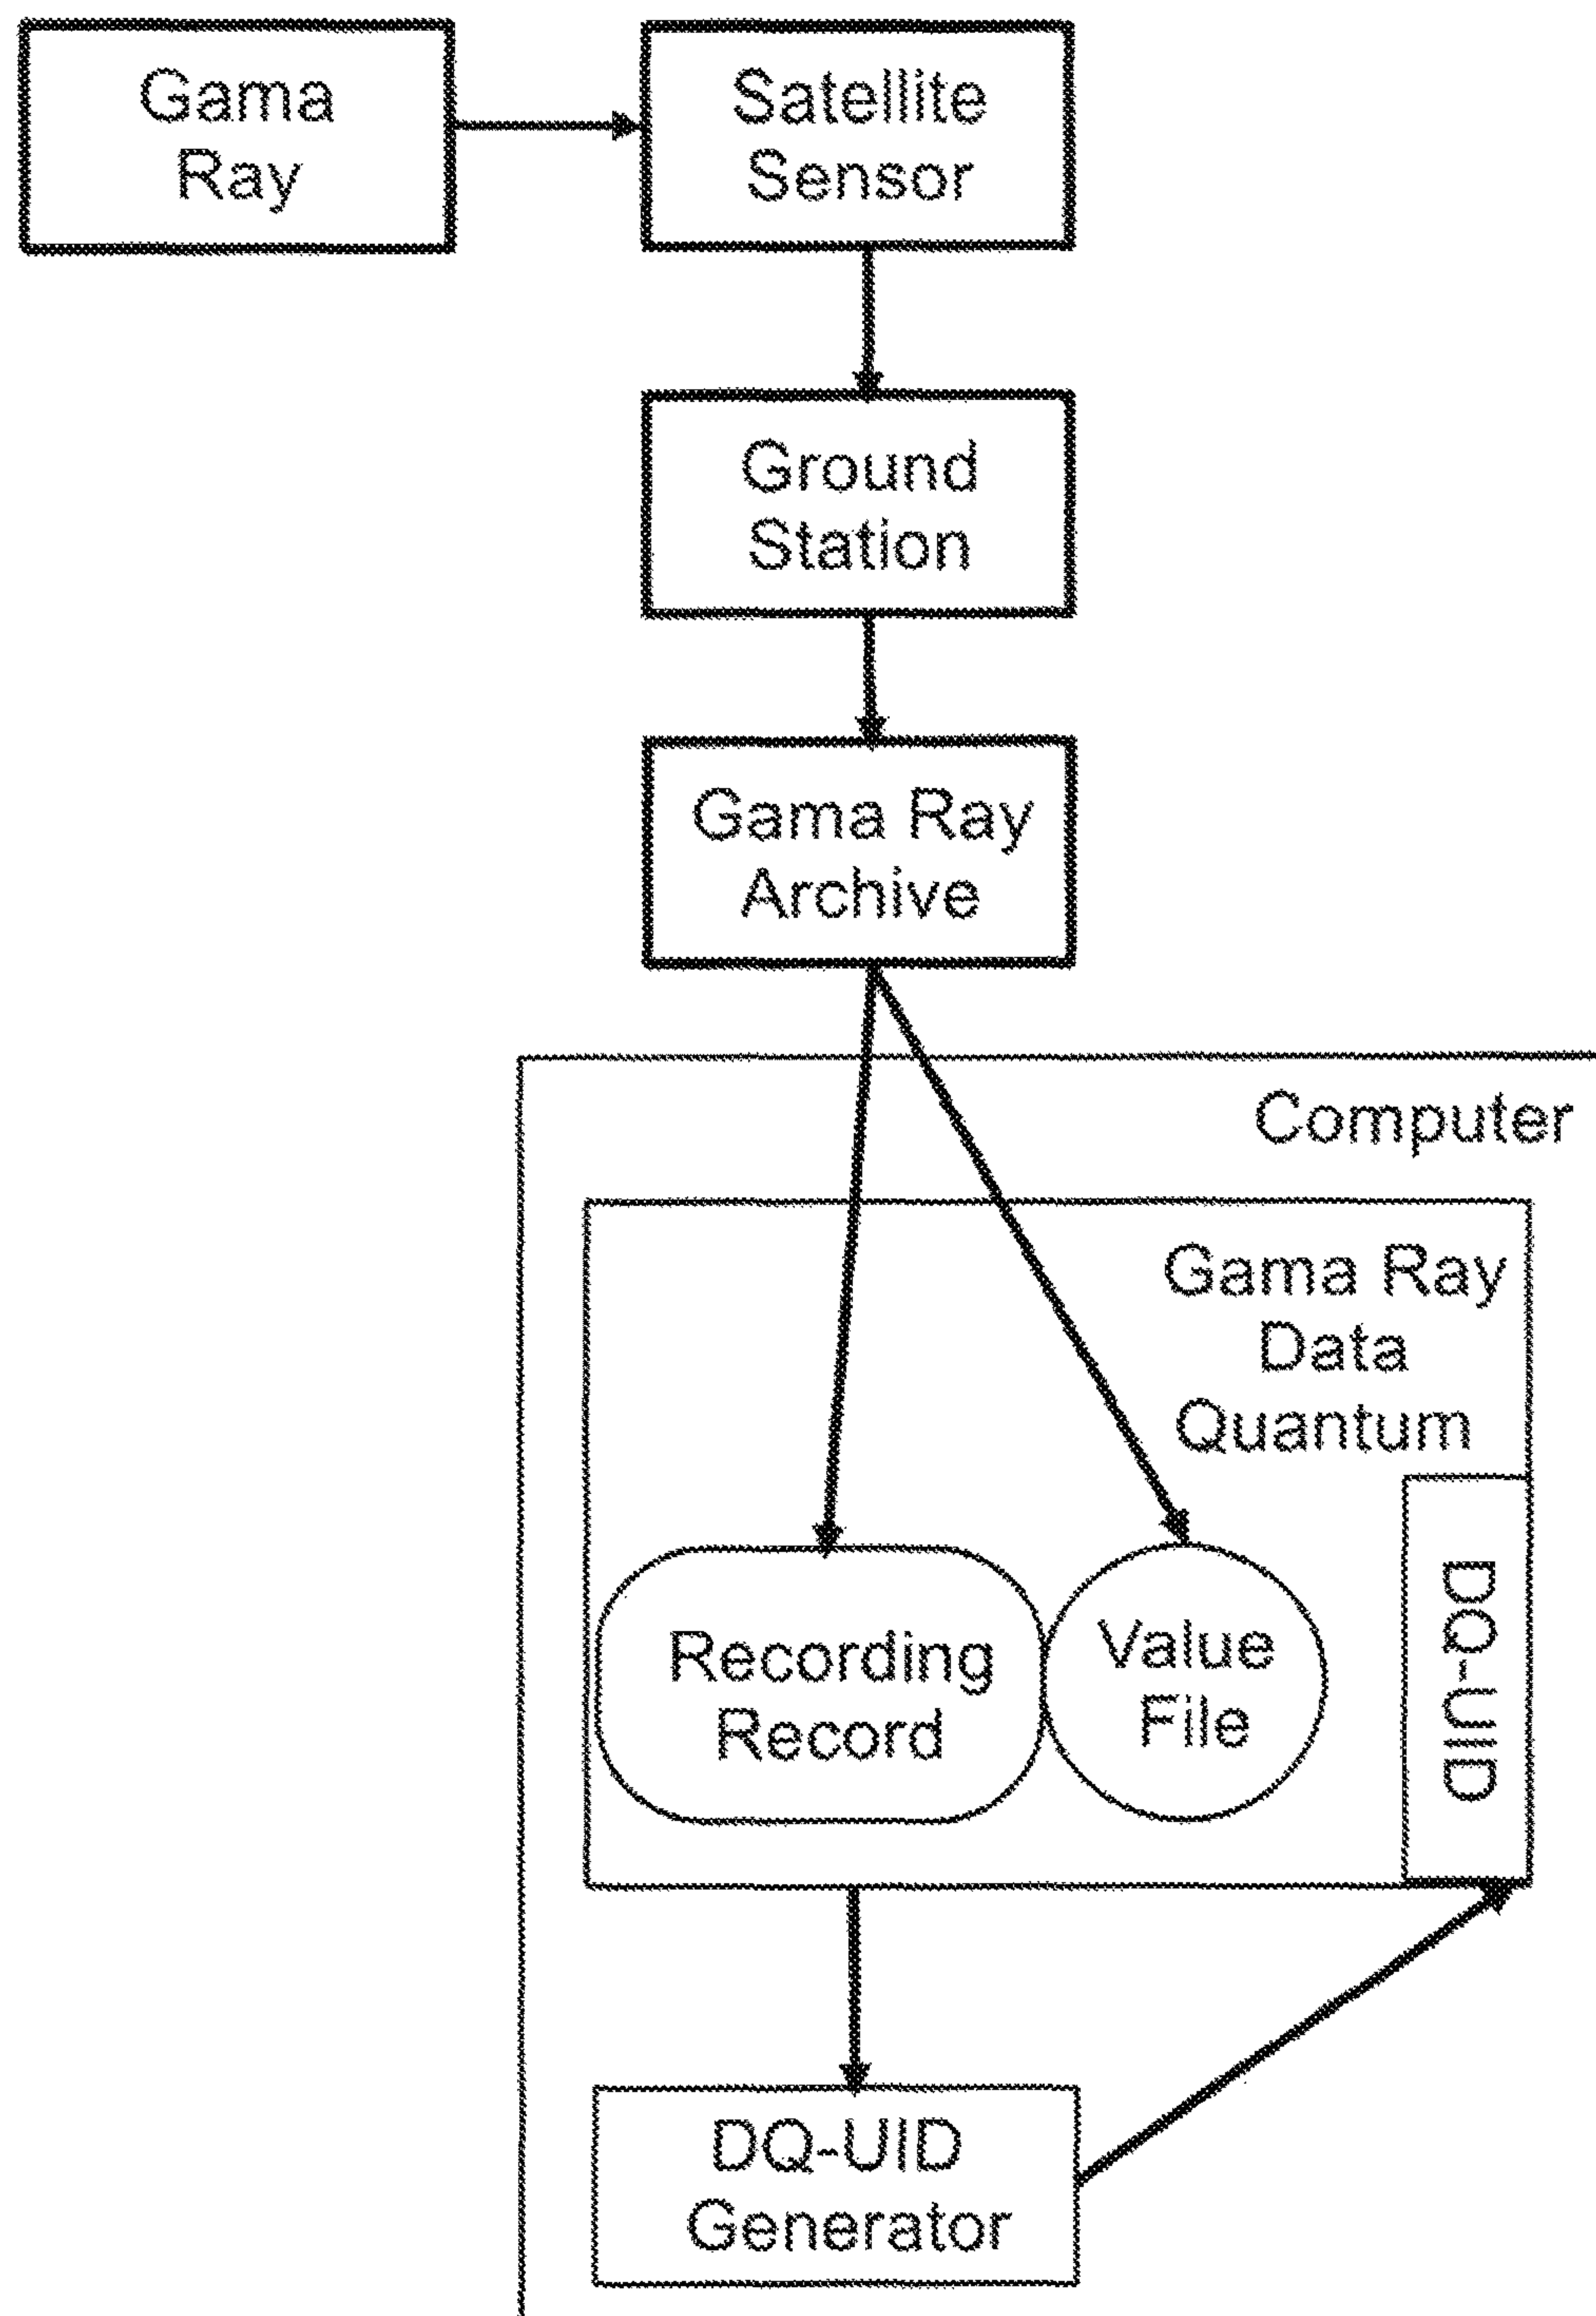 Gama
Ray
Satellite
Sensor
Ground
Station
Gama Ray
Archive
Computer
Gama Ray
Data
Quantum
Recording
Record
Value
File
DQ-UID
DQ-UID
Generator